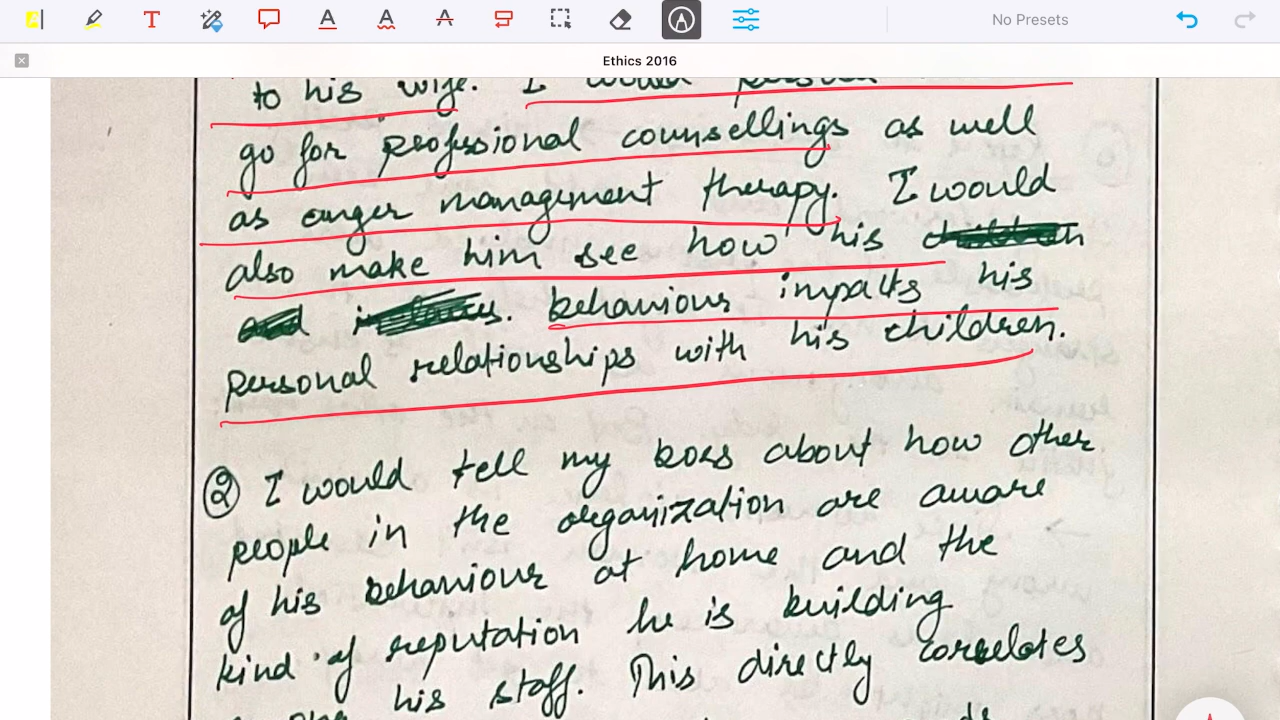 No Presets
Ethics 2016
to his wife. I would
go for professional counsellings as well
as anger management therapy. I would
also make him see how his
behaviour impacts his
personal relationships with his children.
② I would tell my boss about how other
people in the organization are aware
of his behaviour at home and the
kind of reputation he is building
his staff. This directly correlates